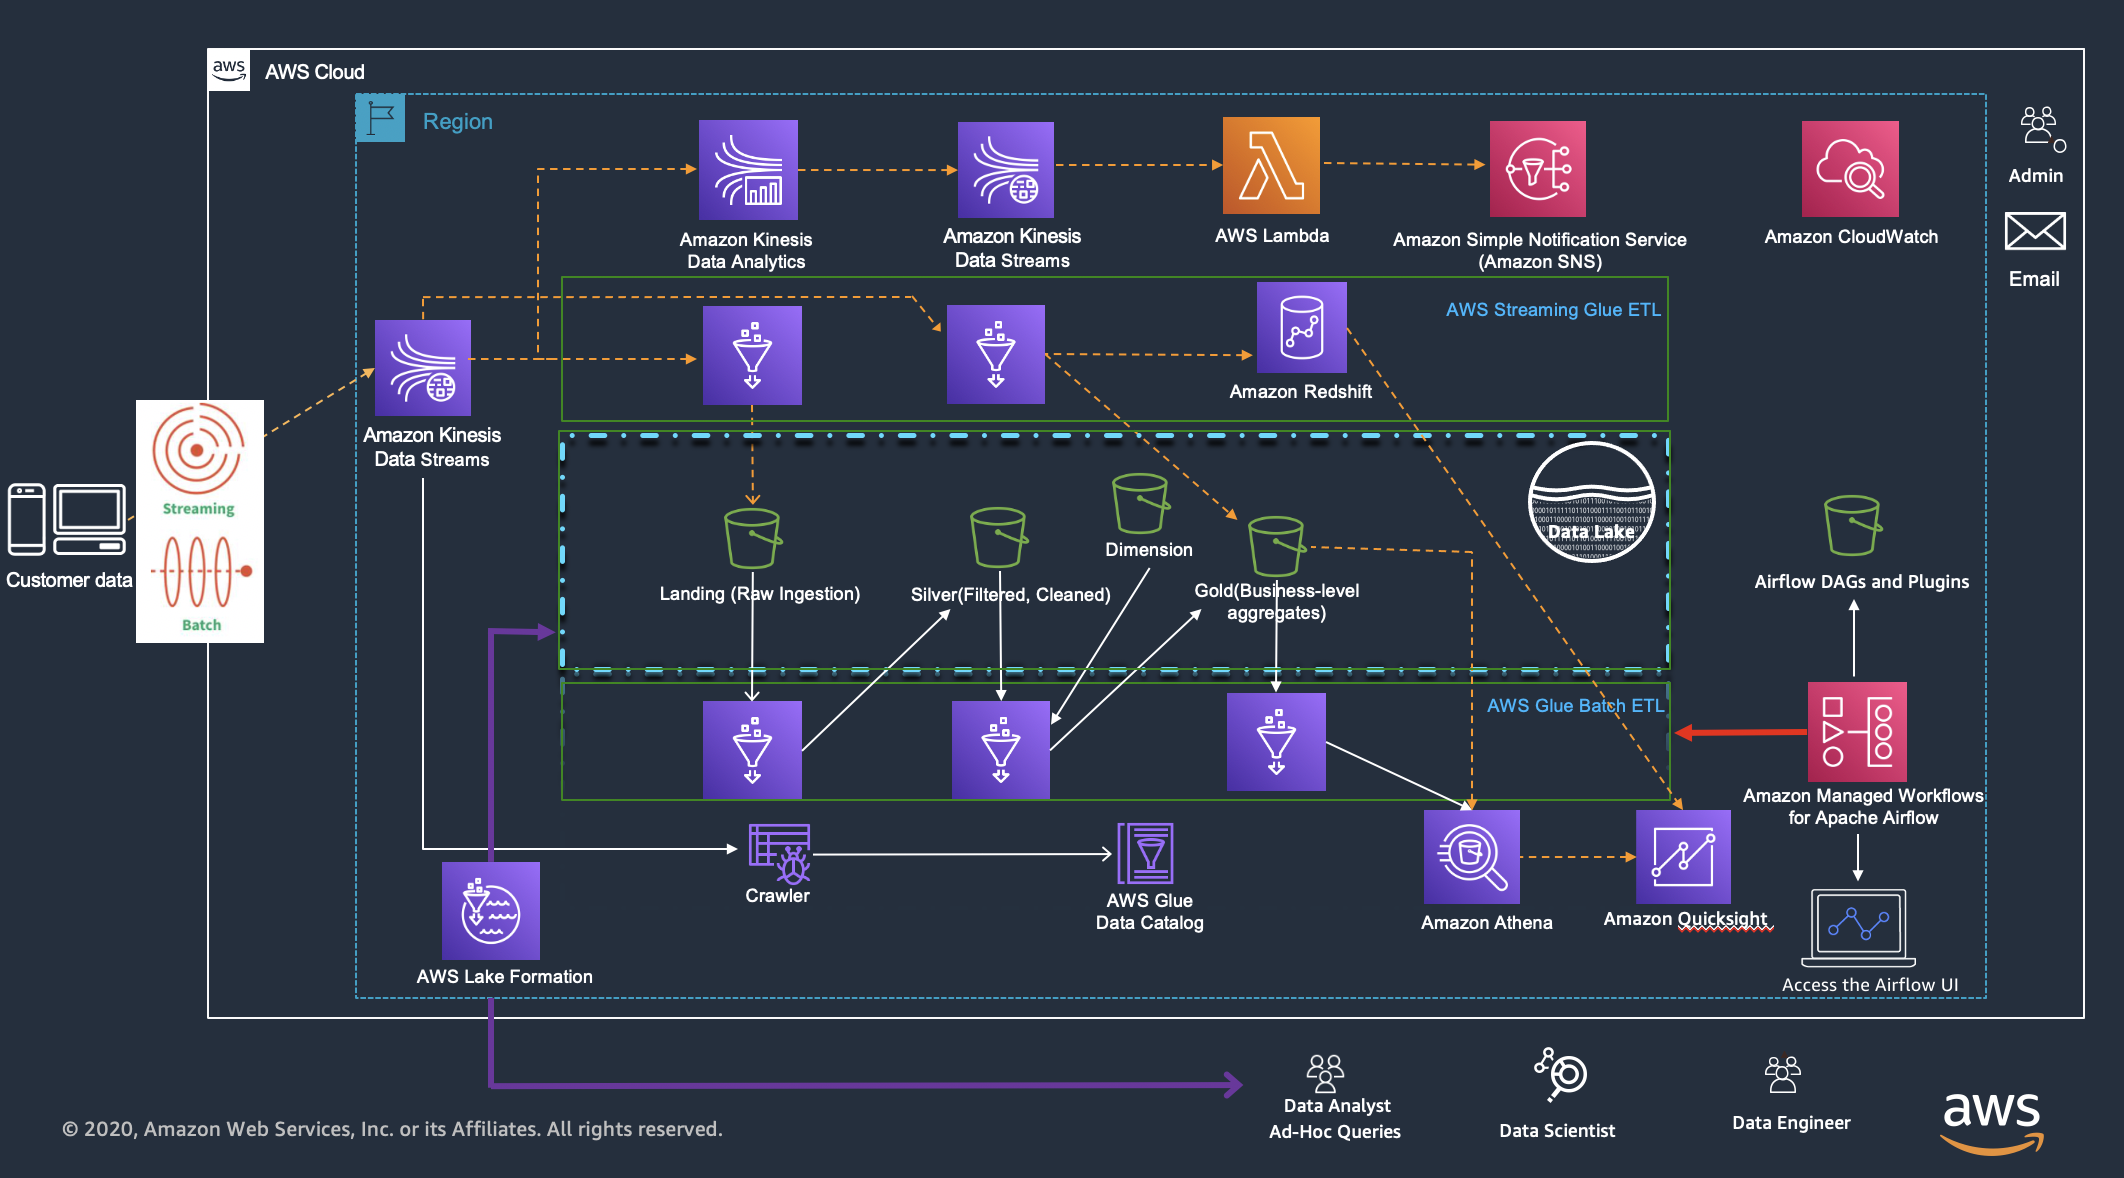 aws
AWS Cloud
Region
Admin
Email
Amazon Kinesis
Data Analytics
Amazon Kinesis
Data Streams
AWS Lambda
Amazon Simple Notification Service
(Amazon SNS)
Amazon CloudWatch
AWS Streaming Glue ETL
Amazon Redshift
Amazon Kinesis
Data Streams
Streaming
Batch
Customer data
Data Lake
Dimension
Landing (Raw Ingestion)
Silver(Filtered, Cleaned)
Gold(Business-level
aggregates)
Airflow DAGs and Plugins
AWS Glue Batch ETL
Amazon Managed Workflows
for Apache Airflow
Crawler
AWS Glue
Data Catalog
Amazon Athena
Amazon Quicksight
Access the Airflow UI
AWS Lake Formation
Data Analyst
Ad-Hoc Queries
Data Scientist
Data Engineer
© 2020, Amazon Web Services, Inc. or its Affiliates. All rights reserved.
aws